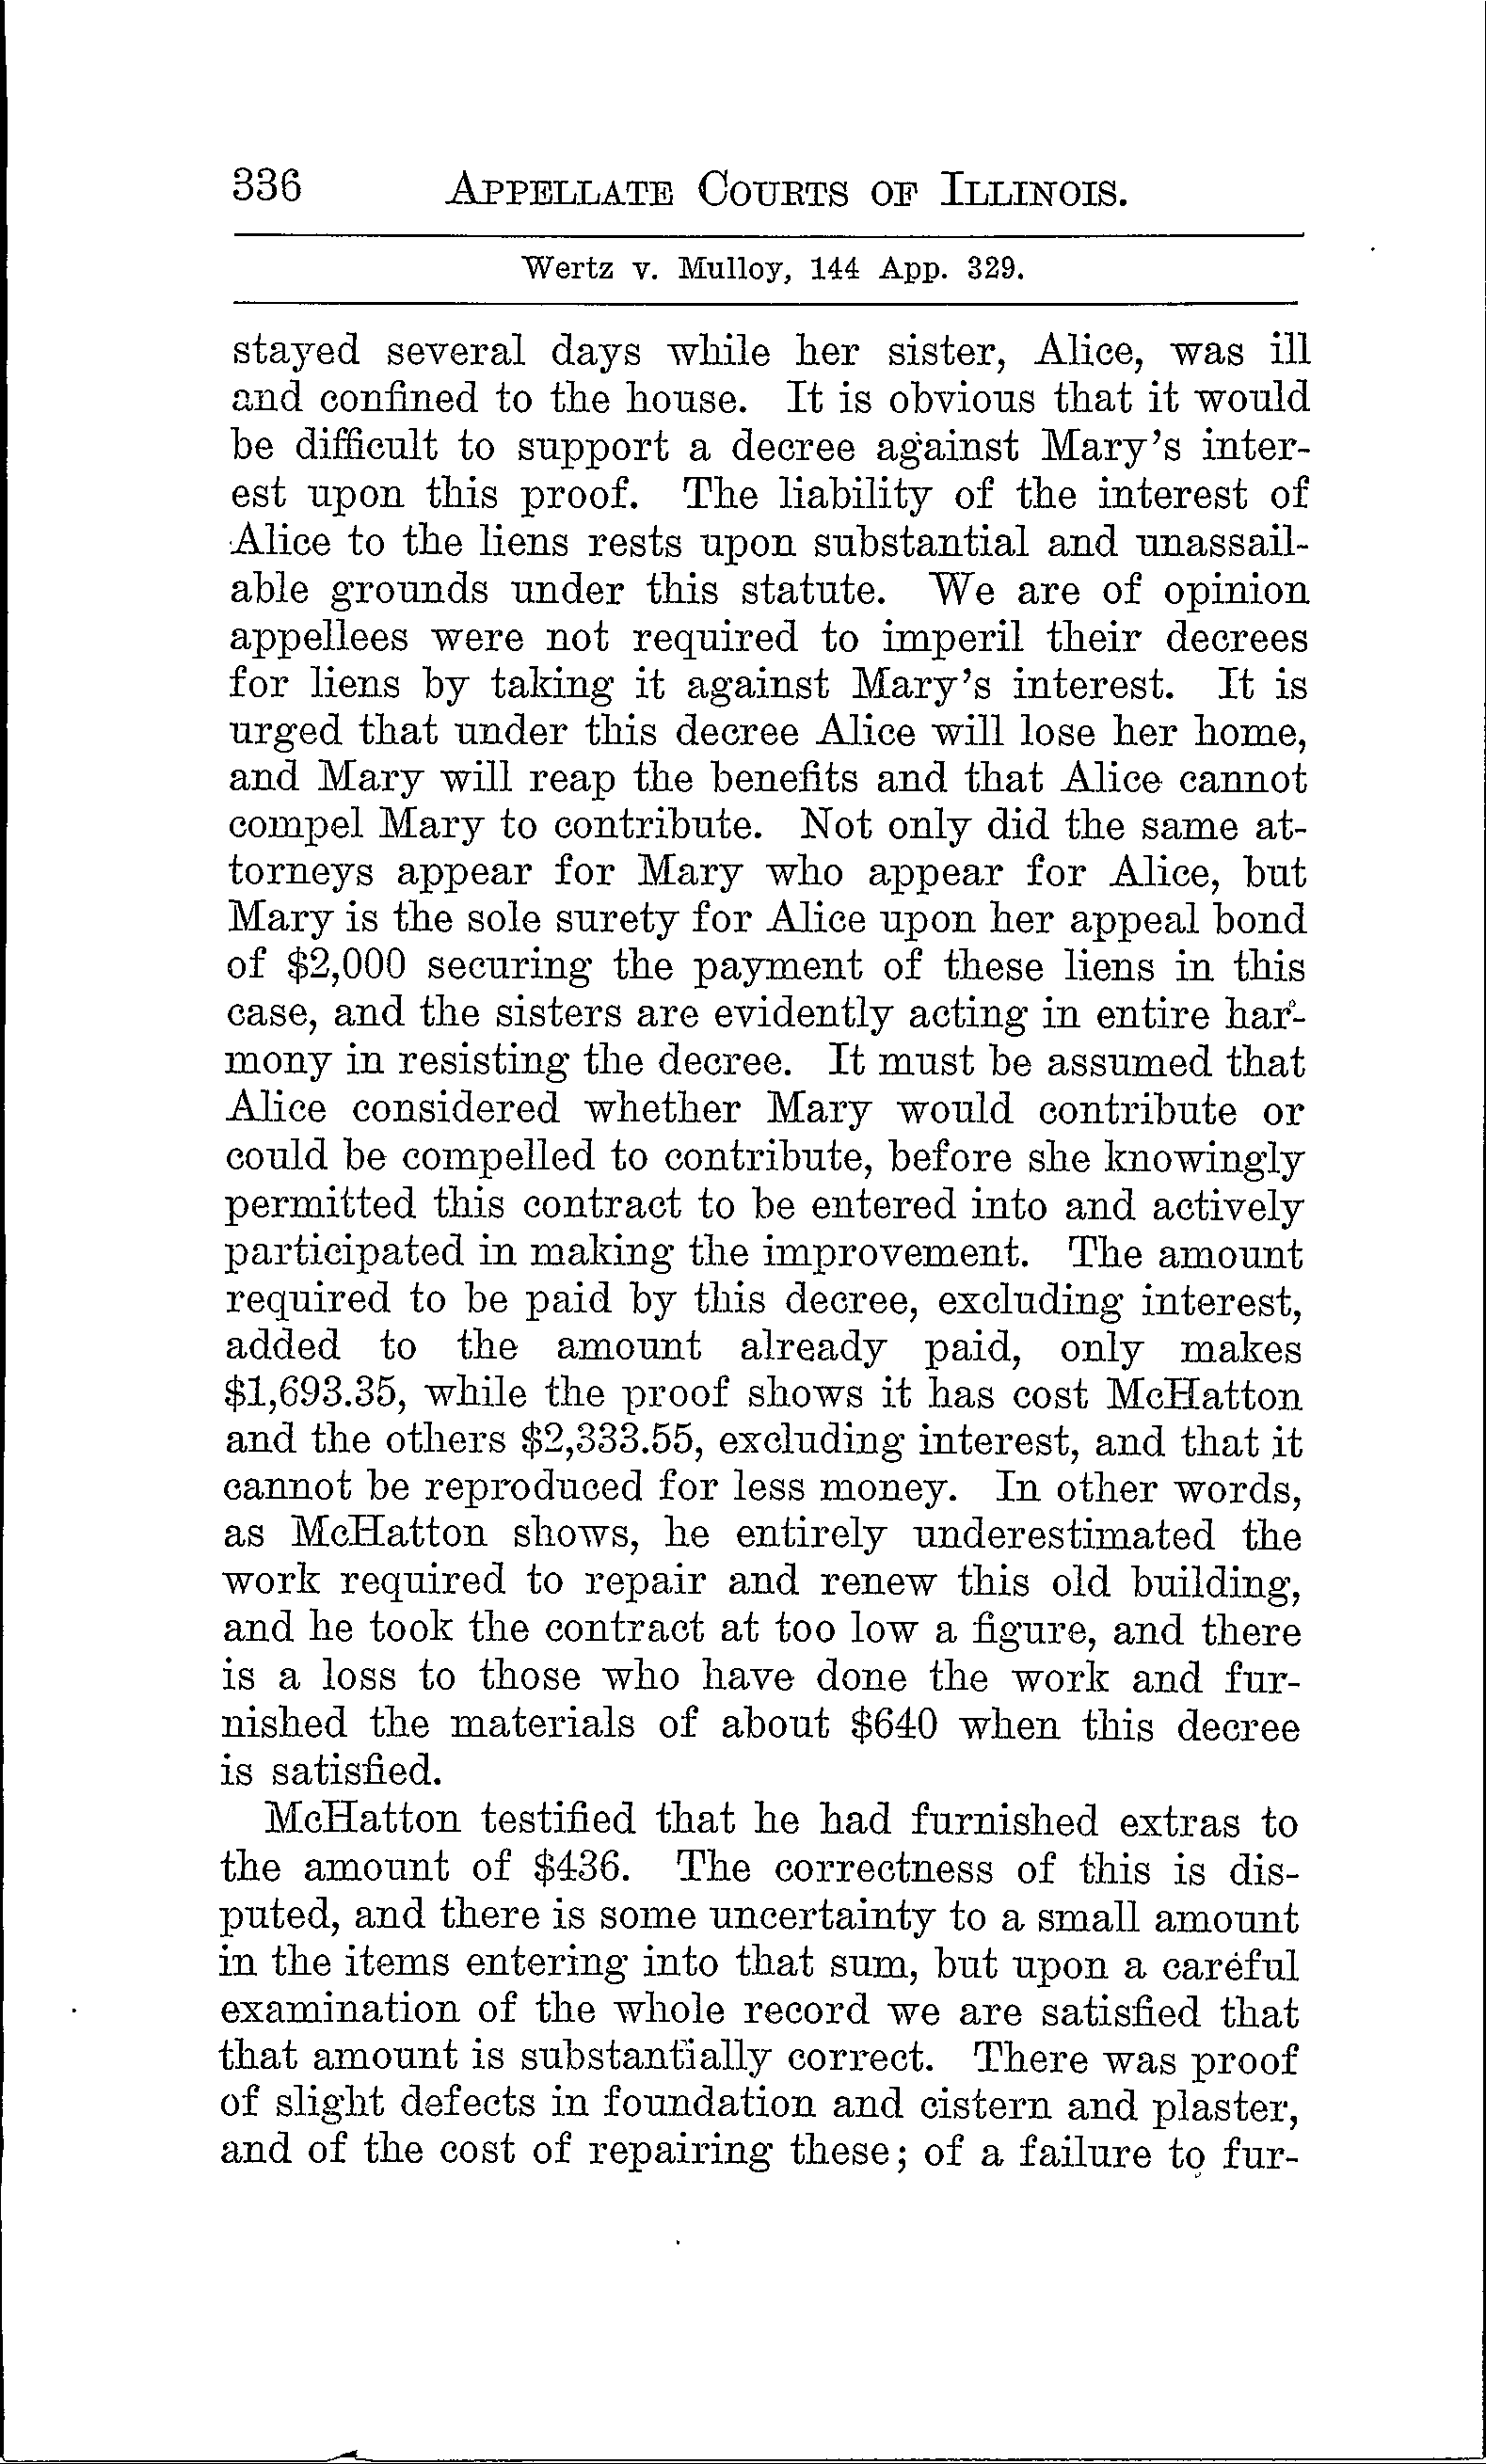 336 APPELLATE COURTS OF ILLINOIS.
Wertz v. Mulloy, 144 App. 329.
stayed several days while her sister, Alice, was ill
and confined to the house. It is obvious that it would
be difficult to support a decree against Mary's inter-
est upon this proof. The liability of the interest of
Alice to the liens rests upon substantial and unassail-
able grounds under this statute. We are of opinion
appellees were not required to imperil their decrees
for liens by taking it against Mary's interest. It is
urged that under this decree Alice will lose her home,
and Mary will reap the benefits and that Alice cannot
compel Mary to contribute. Not only did the same at-
torneys appear for Mary who appear for Alice, but
Mary is the sole surety for Alice upon her appeal bond
of $2,000 securing the payment of these liens in this
case, and the sisters are evidently acting in entire har-
mony in resisting the decree. It must be assumed that
Alice considered whether Mary would contribute or
could be compelled to contribute, before she knowingly
permitted this contract to be entered into and actively
participated in making the improvement. The amount
required to be paid by this decree, excluding interest,
added to the amount already paid, only makes
$1,693.35, while the proof shows it has cost McHatton
and the others $2,333.55, excluding interest, and that it
cannot be reproduced for less money. In other words,
as McHatton shows, he entirely underestimated the
work required to repair and renew this old building,
and he took the contract at too low a figure, and there
is a loss to those who have done the work and fur-
nished the materials of about $640 when this decree
is satisfied.
McHatton testified that he had furnished extras to
the amount of $436. The correctness of this is dis-
puted, and there is some uncertainty to a small amount
in the items entering into that sum, but upon a careful
examination of the whole record we are satisfied that
that amount is substantially correct. There was proof
of slight defects in foundation and cistern and plaster,
and of the cost of repairing these; of a failure to fur-